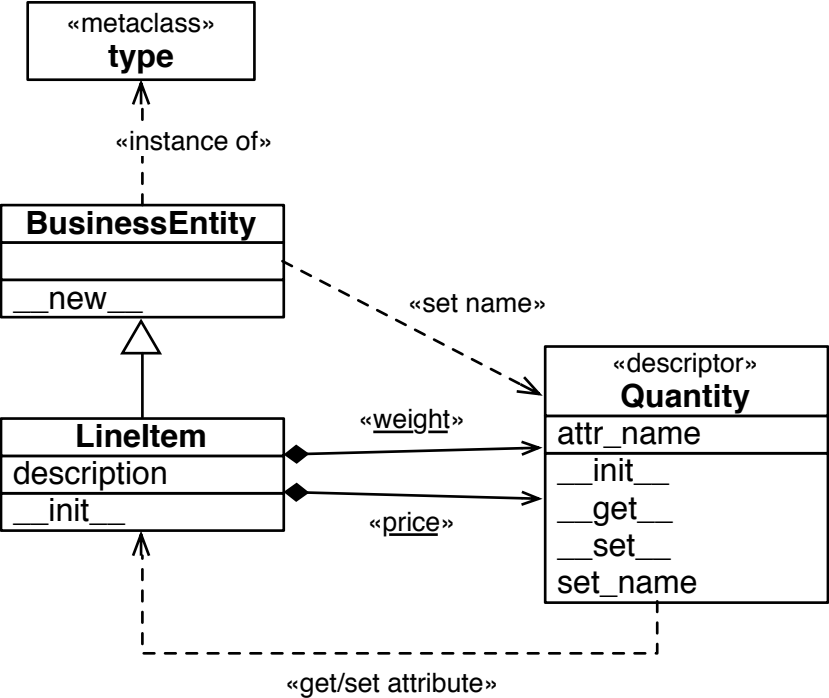 «metaclass»
type
«instance of»
BusinessEntity
__new__
«set name»
«descriptor»
Quantity
attr_name
__init__
__get__
__set__
set_name
LineItem
description
__init__
«weight»
«price»
«get/set attribute»